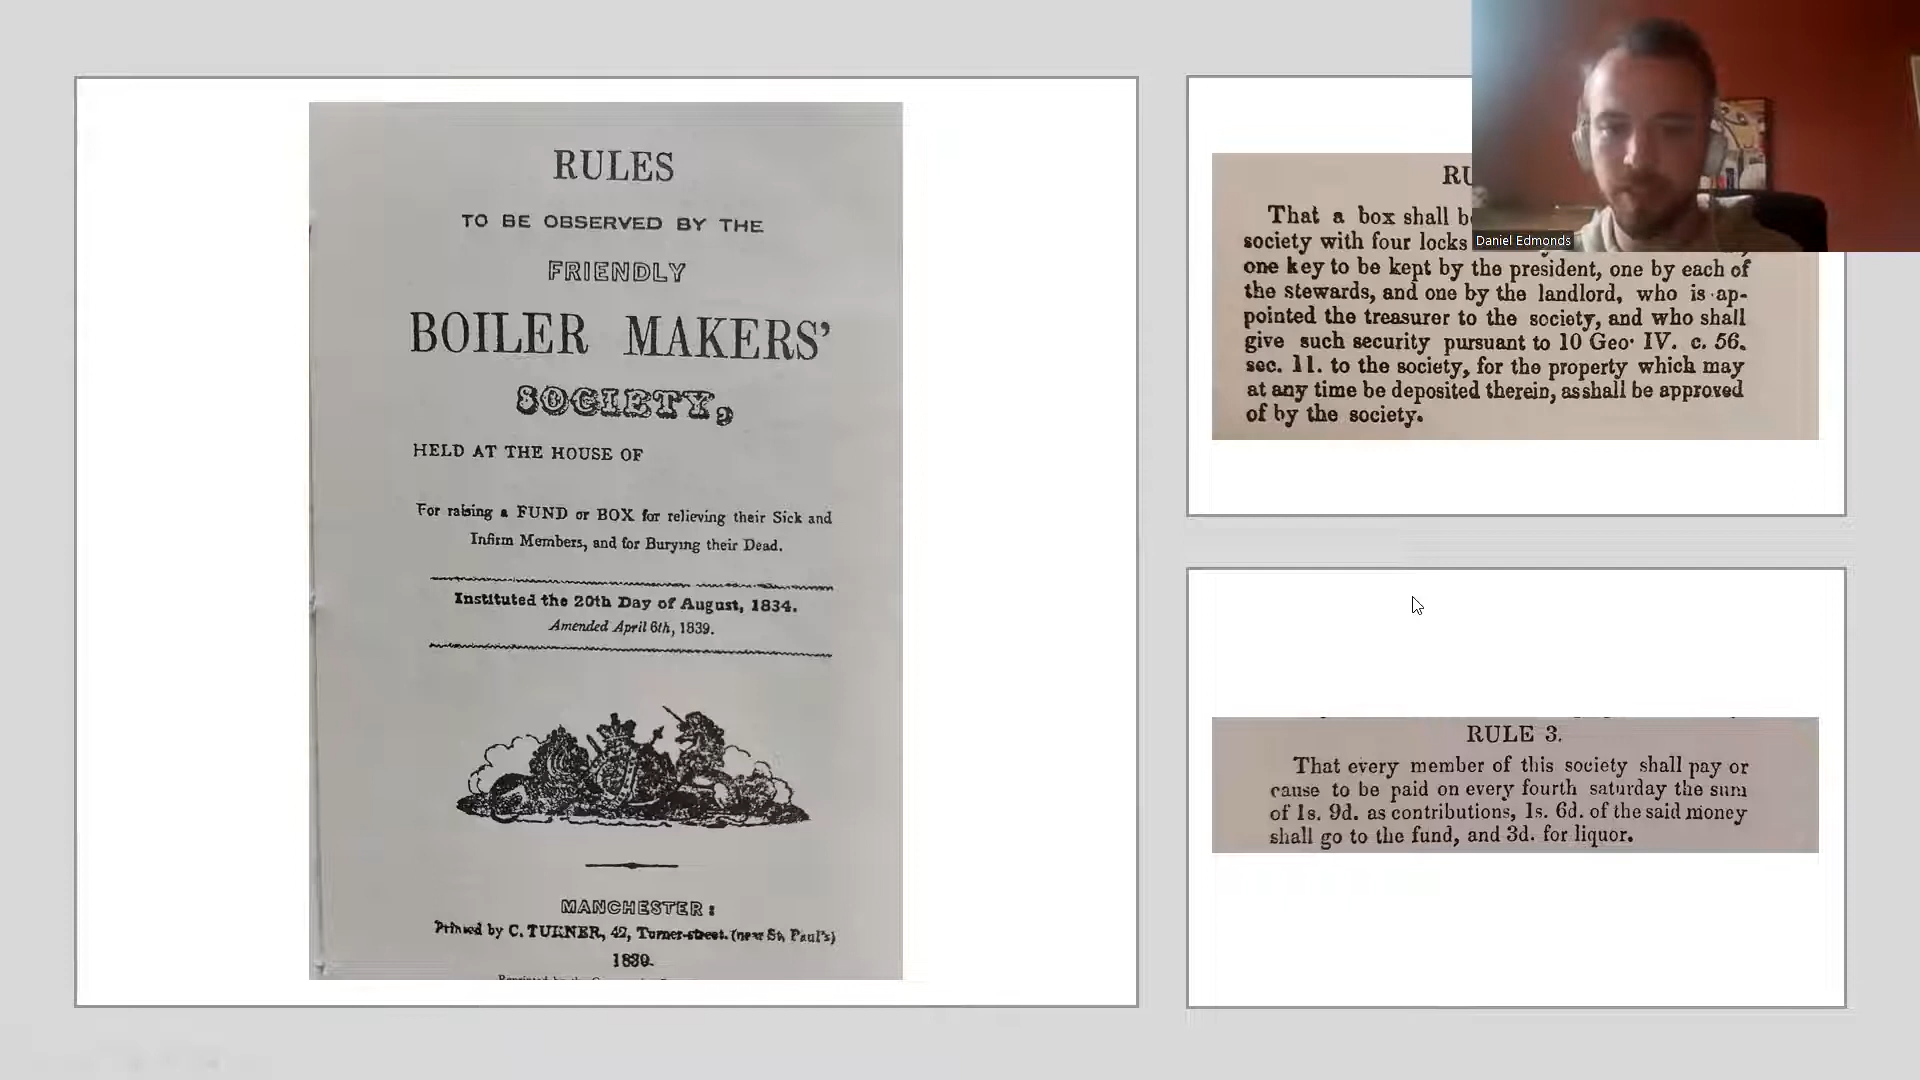 RULES
TO BE OBSERVED BY THE
FRIENDLY
BOILER MAKERS'
SOCIETY,
HELD AT THE HOUSE OF
For raising a FUND or BOX for relieving their Sick and
Infirm Members, and for Burying their Dead.
Instituted the 20th Day of August, 1834.
Amended April 6th, 1839.
MANCHESTER:
Printed by C. TURNER, 42, Turner-street. (near St. Paul's)
1839.
That a box shall
society with four locks
one key to be kept by the president, one by each of
the stewards, and one by the landlord, who is ap-
pointed the treasurer to the society, and who shall
give such security pursuant to 10 Geo. IV. c. 56.
sec. 11. to the society, for the property which may
at any time be deposited therein, as shall be approved
of by the society.
Daniel Edmonds
RULE 3.
That every member of this society shall pay or
cause to be paid on every fourth saturday the sum
of 1s. 9d. as contributions, 1s. 6d. of the said money
shall go to the fund, and 3d. for liquor.